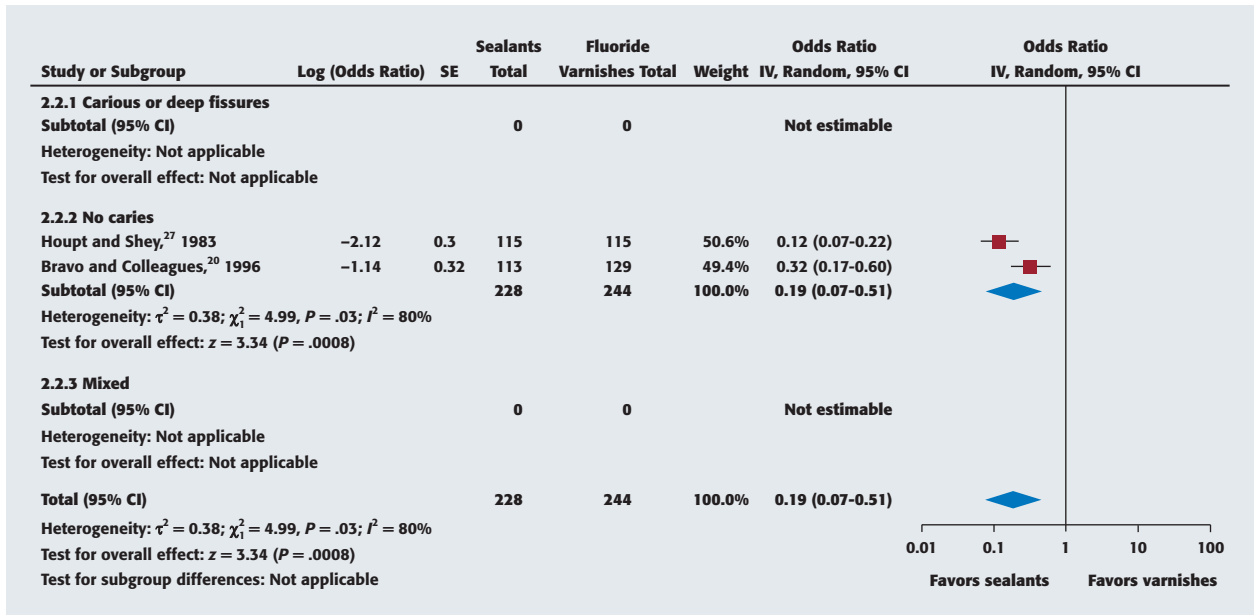 Sealants Fluoride Odds Ratio Odds Ratio
Study or Subgroup Log (Odds Ratio) SE Total Varnishes Total Weight IV, Random, 95% CI IV, Random, 95% CI
2.2.1 Carious or deep fissures
Subtotal (95% CI) 0 0 Not estimable
Heterogeneity: Not applicable
Test for overall effect: Not applicable
2.2.2 No caries
Houpt and Shey,²⁷ 1983 −2.12 0.3 115 115 50.6% 0.12 (0.07-0.22)
Bravo and Colleagues,²⁰ 1996 −1.14 0.32 113 129 49.4% 0.32 (0.17-0.60)
Subtotal (95% CI) 228 244 100.0% 0.19 (0.07-0.51)
Heterogeneity: τ² = 0.38; χ²₁ = 4.99, P = .03; I² = 80%
Test for overall effect: z = 3.34 (P = .0008)
2.2.3 Mixed
Subtotal (95% CI) 0 0 Not estimable
Heterogeneity: Not applicable
Test for overall effect: Not applicable
Total (95% CI) 228 244 100.0% 0.19 (0.07-0.51)
Heterogeneity: τ² = 0.38; χ²₁ = 4.99, P = .03; I² = 80%
Test for overall effect: z = 3.34 (P = .0008)
Test for subgroup differences: Not applicable
0.01 0.1 1 10 100
Favors sealants Favors varnishes